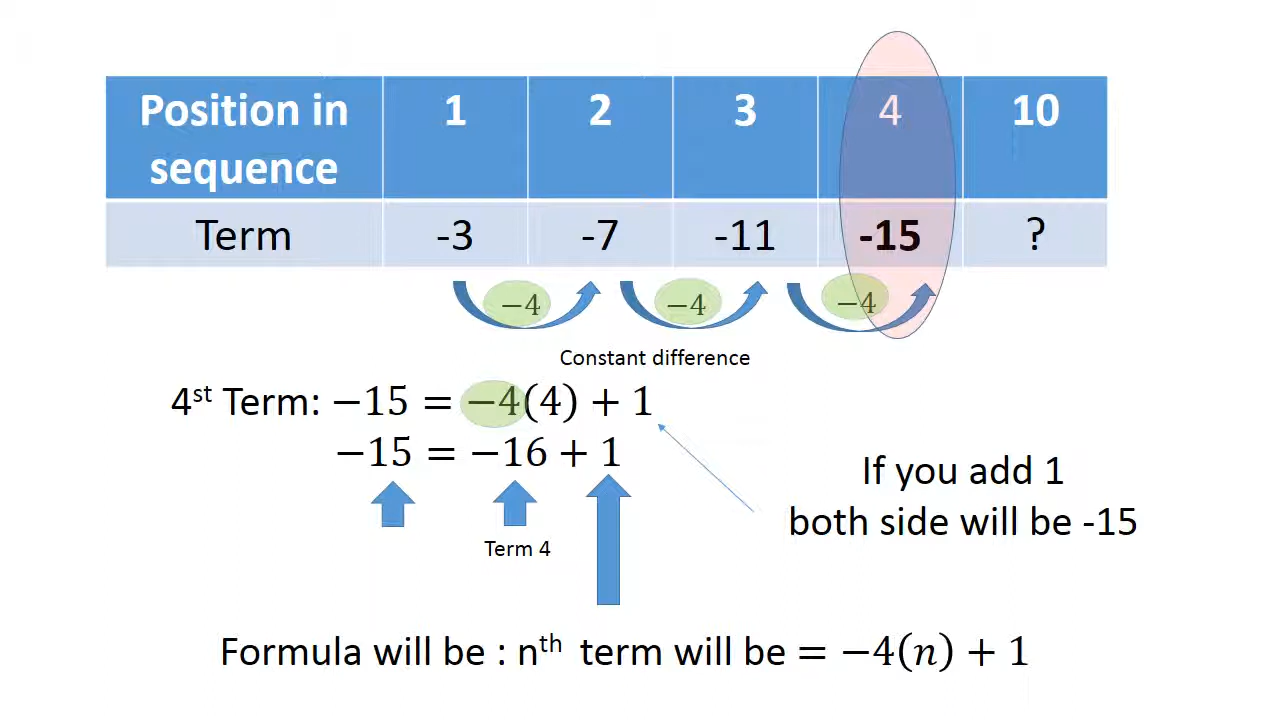 Position in sequence 1 2 3 4 10
Term -3 -7 -11 -15 ?
−4 −4 −4
Constant difference
4st Term: −15 = −4(4) + 1
−15 = −16 + 1
If you add 1
both side will be -15
Term 4
Formula will be : nth term will be = −4(n) + 1